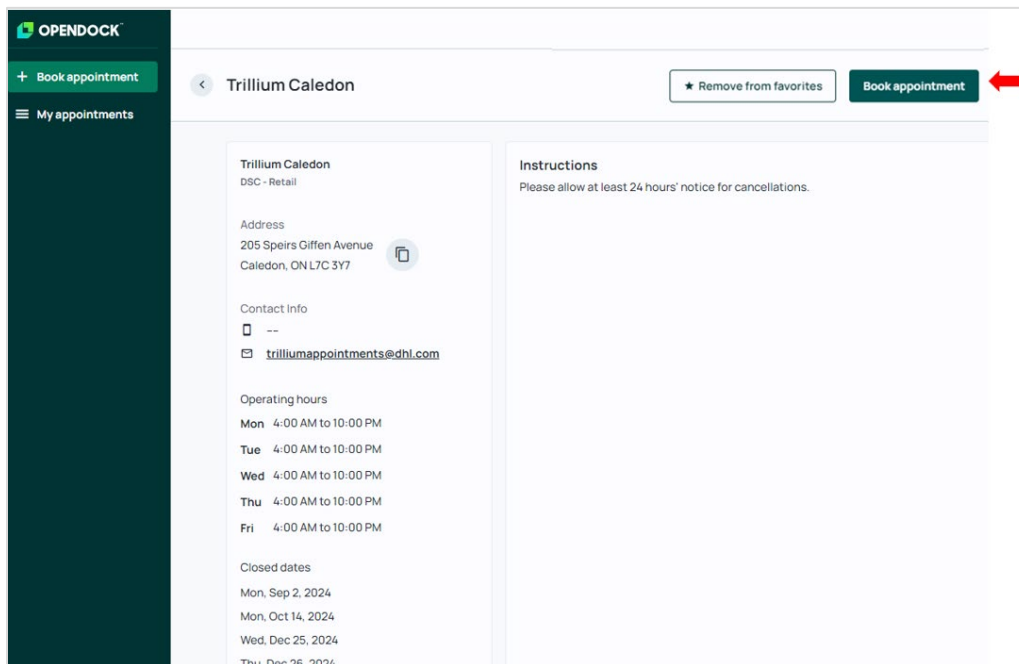 OPENDOCK™
+ Book appointment
My appointments
Trillium Caledon
★ Remove from favorites
Book appointment
Trillium Caledon
DSC - Retail
Address
205 Speirs Giffen Avenue
Caledon, ON L7C 3Y7
Contact Info
--
trilliumappointments@dhl.com
Operating hours
Mon 4:00 AM to 10:00 PM
Tue 4:00 AM to 10:00 PM
Wed 4:00 AM to 10:00 PM
Thu 4:00 AM to 10:00 PM
Fri 4:00 AM to 10:00 PM
Closed dates
Mon, Sep 2, 2024
Mon, Oct 14, 2024
Wed, Dec 25, 2024
Thu, Dec 26, 2024
Instructions
Please allow at least 24 hours' notice for cancellations.